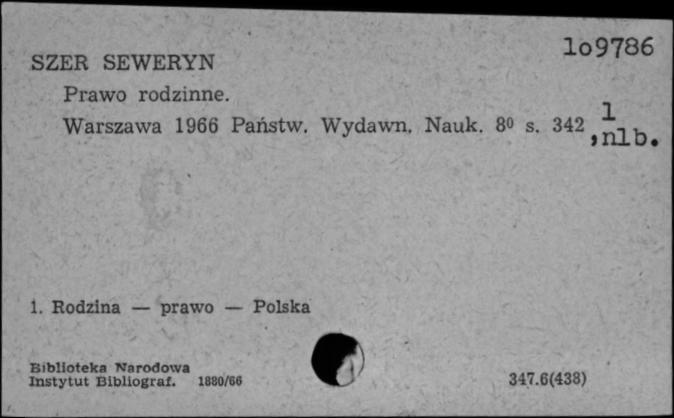 lo9786
SZER SEWERYN
Prawo rodzinne.
Warszawa 1966 Państw. Wydawn. Nauk. 8⁰ s. 342 1
,nlb.
1. Rodzina — prawo — Polska
Biblioteka Narodowa
Instytut Bibliograf. 1880/66
347.6(438)